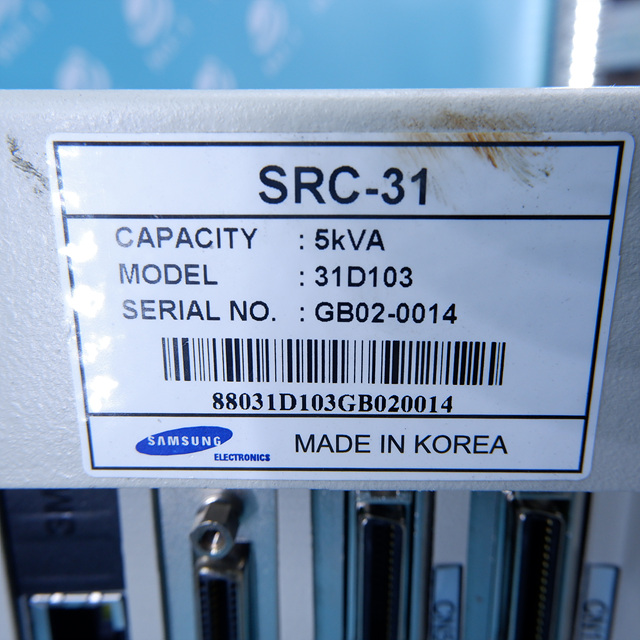 SRC-31
CAPACITY : 5kVA
MODEL : 31D103
SERIAL NO. : GB02-0014
88031D103GB020014
SAMSUNG
ELECTRONICS
MADE IN KOREA